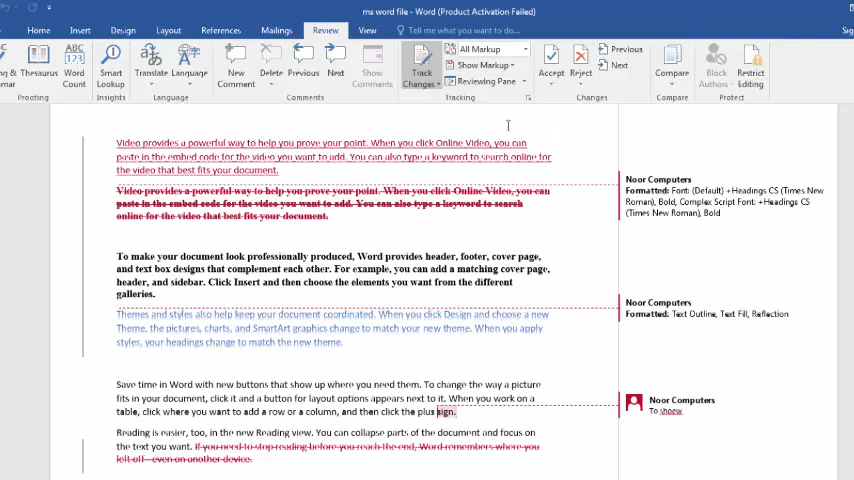 ms word file - Word (Product Activation Failed)
Home Insert Design Layout References Mailings Review View Tell me what you want to do...
Thesaurus Word Count Smart Lookup Translate Language New Comment Delete Previous Next Show Comments Track Changes All Markup Show Markup Reviewing Pane Accept Reject Previous Next Compare Block Authors Restrict Editing
Proofing Insights Language Comments Tracking Changes Compare Protect
Video provides a powerful way to help you prove your point. When you click Online Video, you can
paste in the embed code for the video you want to add. You can also type a keyword to search online for
the video that best fits your document.
Video provides a powerful way to help you prove your point. When you click Online Video, you can
paste in the embed code for the video you want to add. You can also type a keyword to search
online for the video that best fits your document.
Noor Computers
Formatted: Font: (Default) +Headings CS (Times New
Roman), Bold, Complex Script Font: +Headings CS
(Times New Roman), Bold
To make your document look professionally produced, Word provides header, footer, cover page,
and text box designs that complement each other. For example, you can add a matching cover page,
header, and sidebar. Click Insert and then choose the elements you want from the different
galleries.
Noor Computers
Formatted: Text Outline, Text Fill, Reflection
Themes and styles also help keep your document coordinated. When you click Design and choose a new
Theme, the pictures, charts, and SmartArt graphics change to match your new theme. When you apply
styles, your headings change to match the new theme.
Save time in Word with new buttons that show up where you need them. To change the way a picture
fits in your document, click it and a button for layout options appears next to it. When you work on a
table, click where you want to add a row or a column, and then click the plus sign.
Noor Computers
To shoew
Reading is easier, too, in the new Reading view. You can collapse parts of the document and focus on
the text you want. If you need to stop reading before you reach the end, Word remembers where you
left off - even on another device.